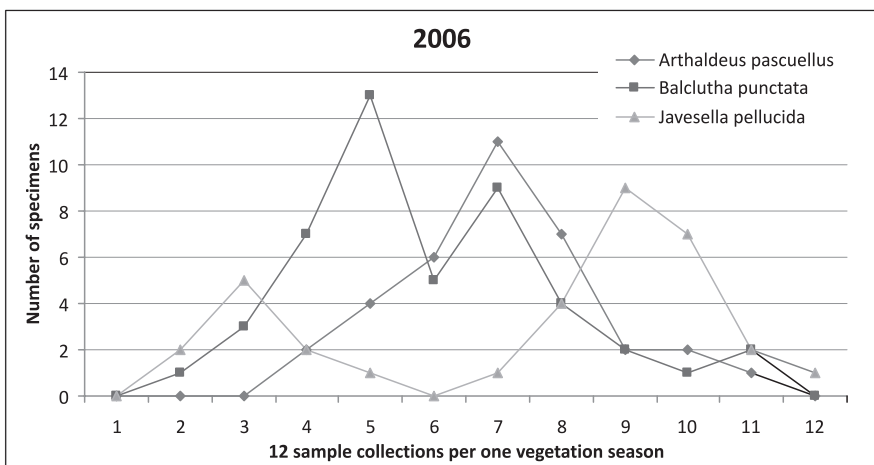 2006
Arthaldeus pascuellus
Balclutha punctata
Javesella pellucida
Number of specimens
14
12
10
8
6
4
2
0
1 2 3 4 5 6 7 8 9 10 11 12
12 sample collections per one vegetation season